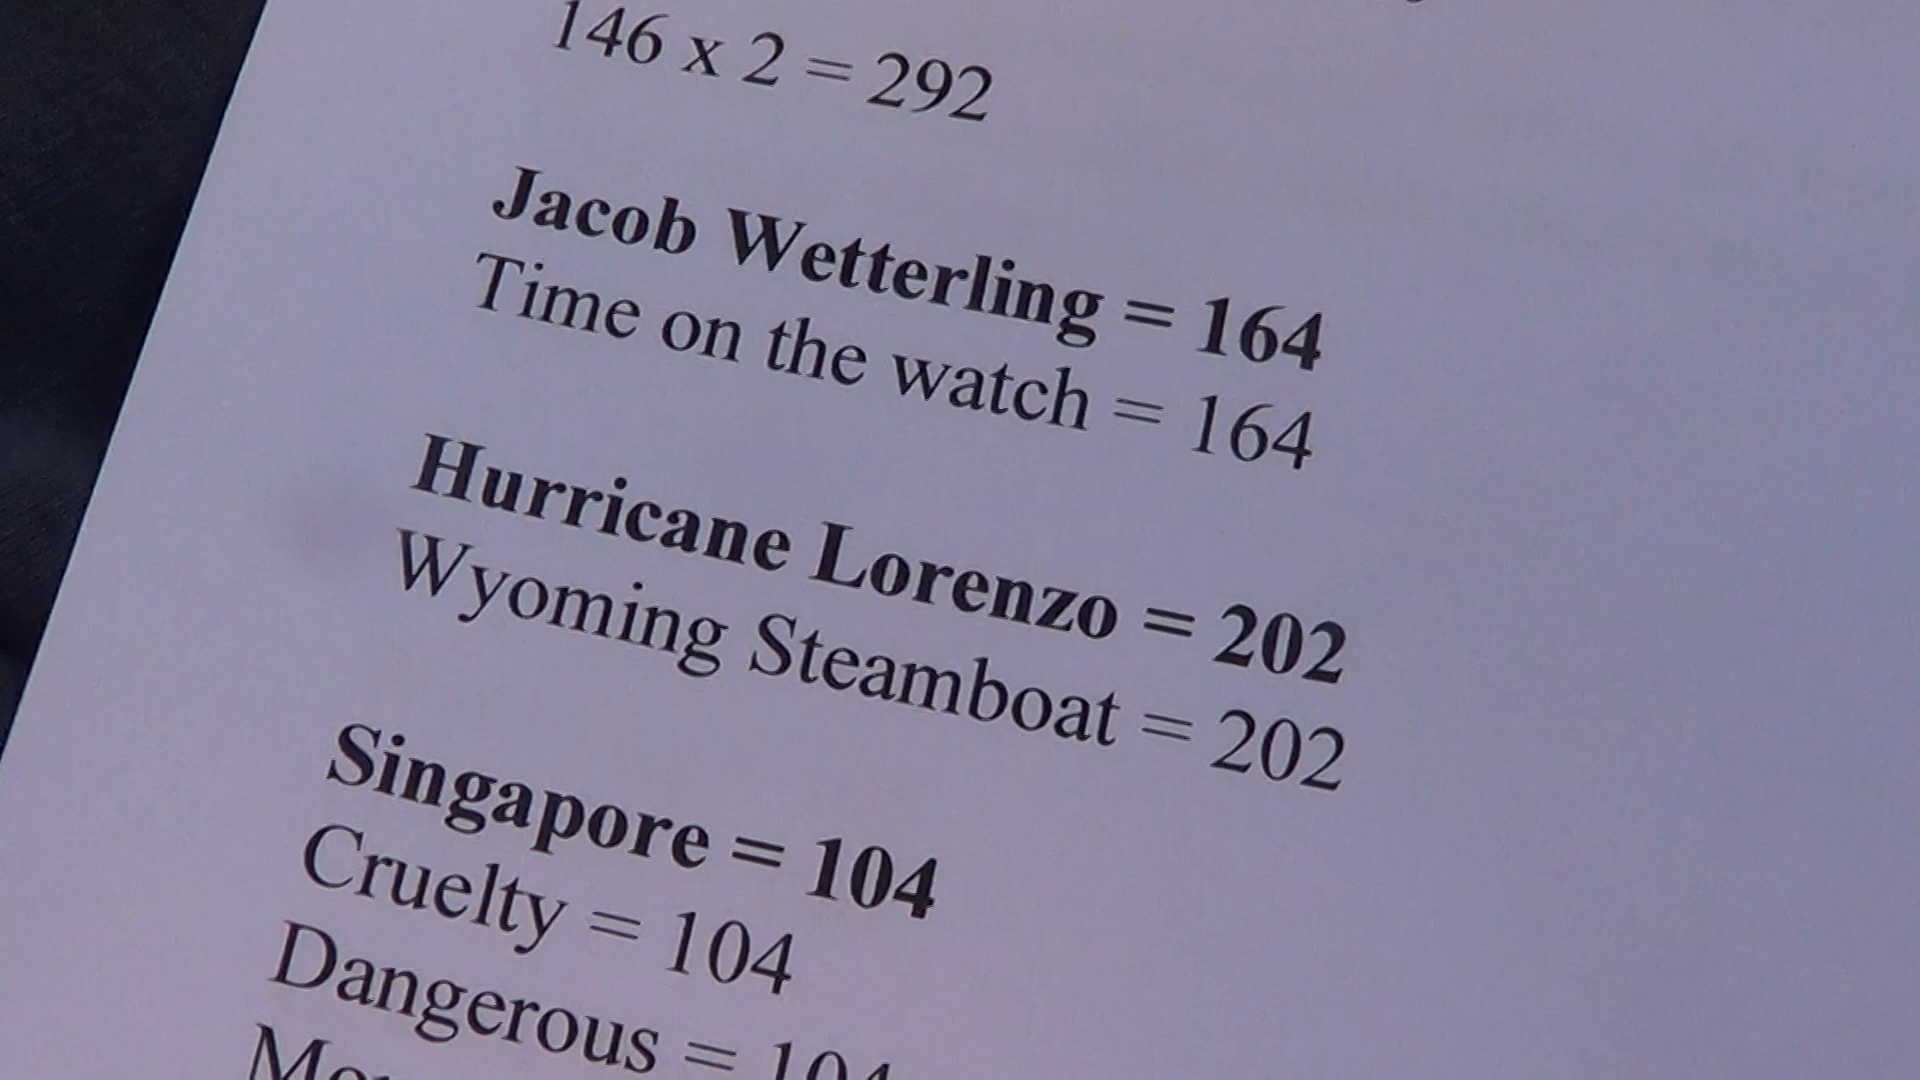 146 x 2 = 292
Jacob Wetterling = 164
Time on the watch = 164
Hurricane Lorenzo = 202
Wyoming Steamboat = 202
Singapore = 104
Cruelty = 104
Dangerous = 104